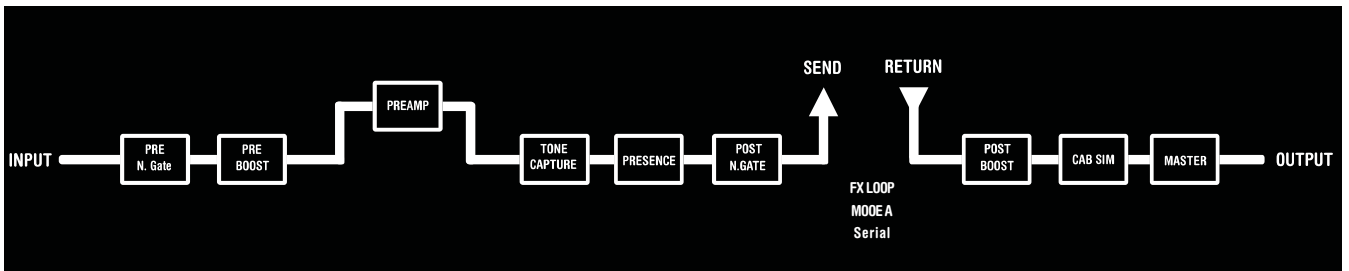 INPUT
PRE
N. Gate
PRE
BOOST
PREAMP
TONE
CAPTURE
PRESENCE
POST
N.GATE
SEND
RETURN
FX LOOP
MOOE A
Serial
POST
BOOST
CAB SIM
MASTER
OUTPUT